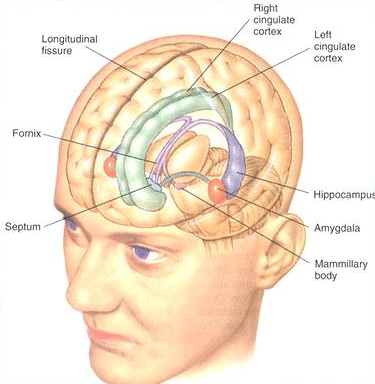 Right
cingulate
cortex
Longitudinal
fissure
Left
cingulate
cortex
Fornix
Hippocampus
Septum
Amygdala
Mammillary
body